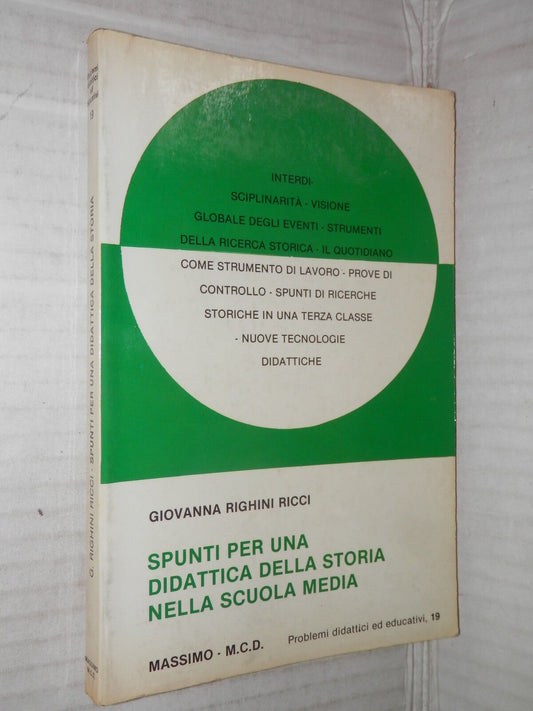 INTERDI-
SCIPLINARITÀ - VISIONE
GLOBALE DEGLI EVENTI - STRUMENTI
DELLA RICERCA STORICA - IL QUOTIDIANO
COME STRUMENTO DI LAVORO - PROVE DI
CONTROLLO - SPUNTI DI RICERCHE
STORICHE IN UNA TERZA CLASSE
- NUOVE TECNOLOGIE
DIDATTICHE
GIOVANNA RIGHINI RICCI
SPUNTI PER UNA
DIDATTICA DELLA STORIA
NELLA SCUOLA MEDIA
MASSIMO - M.C.D.
Problemi didattici ed educativi, 19
19
G. RIGHINI RICCI - SPUNTI PER UNA DIDATTICA DELLA STORIA
MASSIMO
M.C.D.